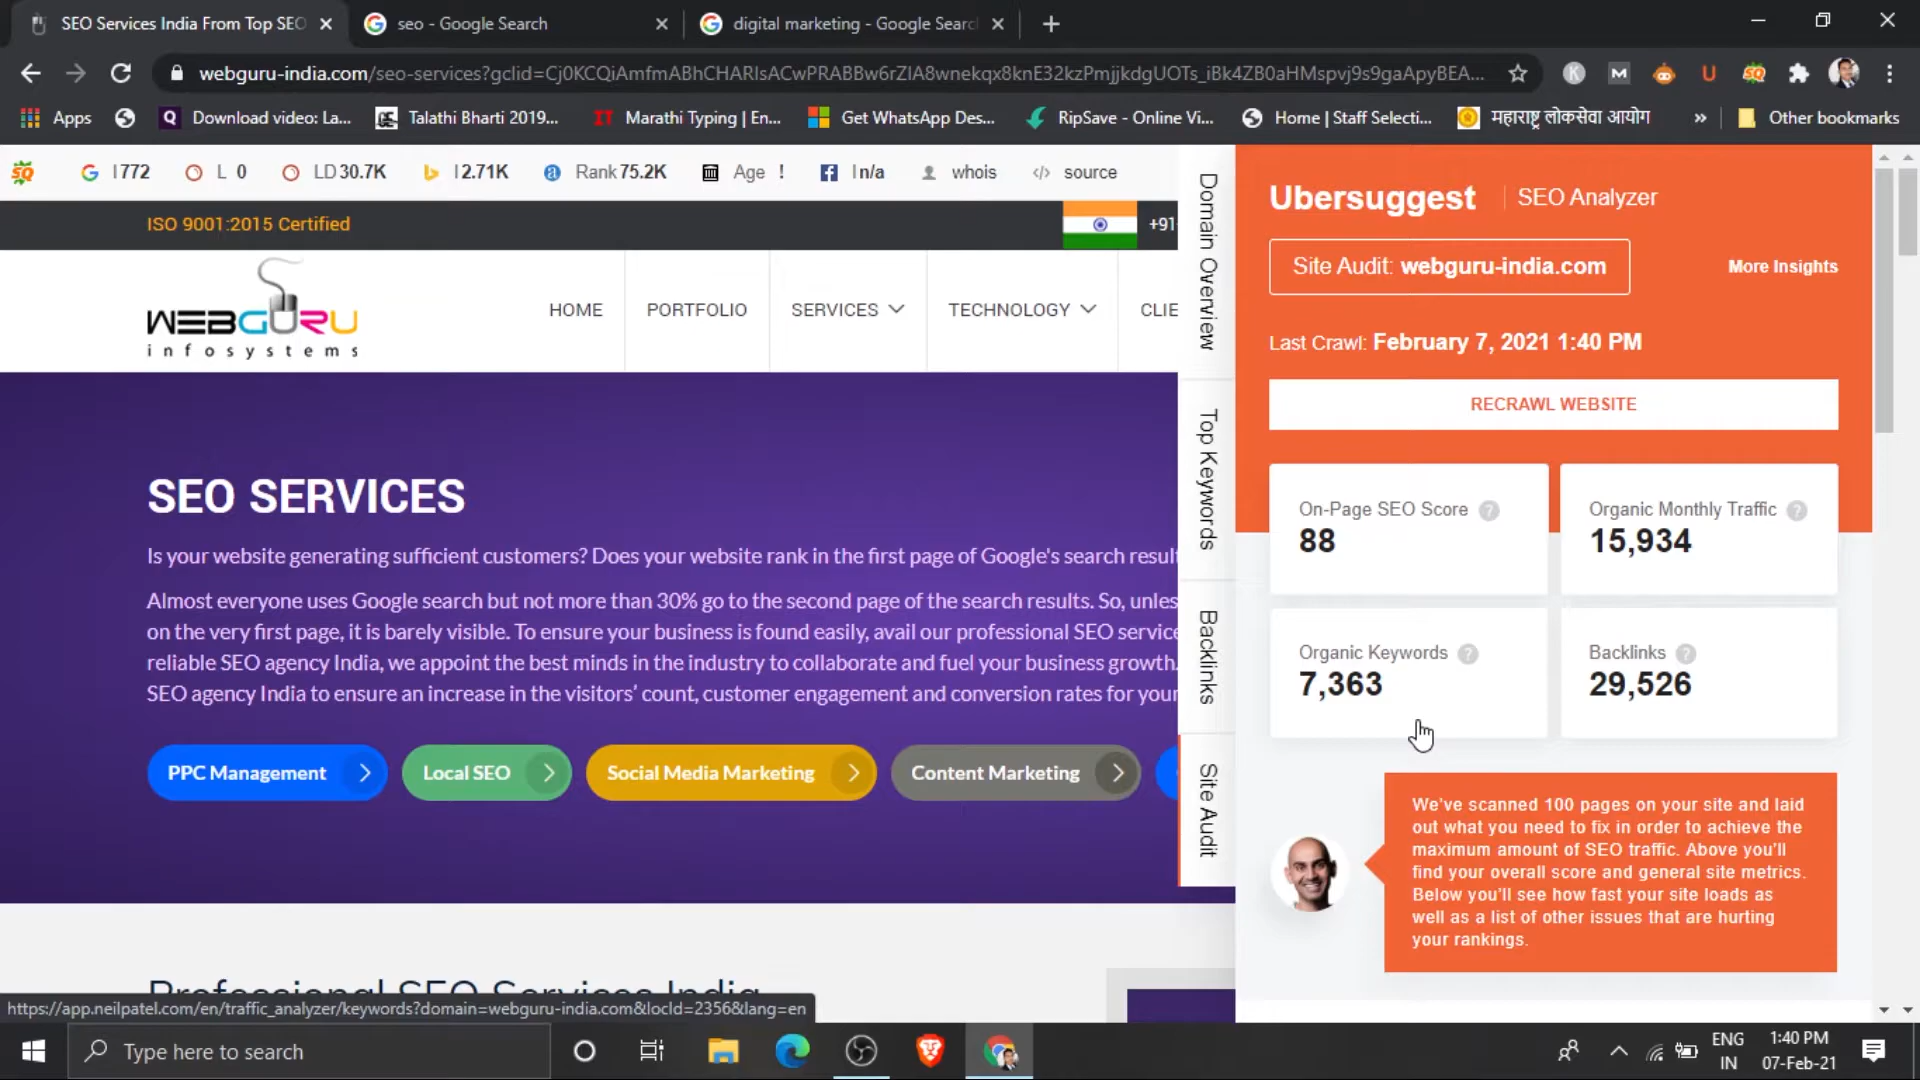 SEO Services India From Top SEO
seo - Google Search
digital marketing - Google Searc
webguru-india.com/seo-services?gclid=Cj0KCQiAmfmABhCHARIsACwPRABBw6rZIA8wnekqx8knE32kzPmjjkdgUOTs_iBk4ZB0aHMspvj9s9gaApyBEA...
Apps
Download video: La...
Talathi Bharti 2019...
Marathi Typing | En...
Get WhatsApp Des...
RipSave - Online Vi...
Home | Staff Selecti...
महाराष्ट्र लोकसेवा आयोग
»
Other bookmarks
I 772
L 0
LD 30.7K
I 2.71K
Rank 75.2K
Age !
I n/a
whois
source
ISO 9001:2015 Certified
+91
WEBGURU
infosystems
HOME
PORTFOLIO
SERVICES
TECHNOLOGY
CLIE
SEO SERVICES
Is your website generating sufficient customers? Does your website rank in the first page of Google's search result
Almost everyone uses Google search but not more than 30% go to the second page of the search results. So, unles
on the very first page, it is barely visible. To ensure your business is found easily, avail our professional SEO service
reliable SEO agency India, we appoint the best minds in the industry to collaborate and fuel your business growth.
SEO agency India to ensure an increase in the visitors' count, customer engagement and conversion rates for your
PPC Management
Local SEO
Social Media Marketing
Content Marketing
Professional SEO Services India
https://app.neilpatel.com/en/traffic_analyzer/keywords?domain=webguru-india.com&locId=2356&lang=en
Domain Overview
Top Keywords
Backlinks
Site Audit
Ubersuggest
SEO Analyzer
Site Audit: webguru-india.com
More Insights
Last Crawl: February 7, 2021 1:40 PM
RECRAWL WEBSITE
On-Page SEO Score ?
88
Organic Monthly Traffic ?
15,934
Organic Keywords ?
7,363
Backlinks ?
29,526
We've scanned 100 pages on your site and laid
out what you need to fix in order to achieve the
maximum amount of SEO traffic. Above you'll
find your overall score and general site metrics.
Below you'll see how fast your site loads as
well as a list of other issues that are hurting
your rankings.
Type here to search
ENG
IN
1:40 PM
07-Feb-21